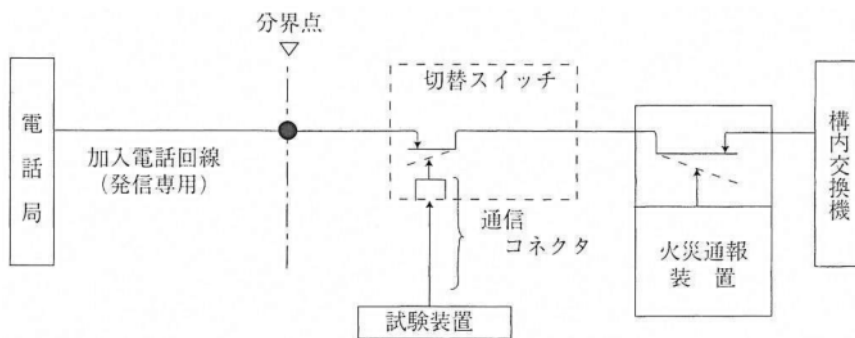 分界点
切替スイッチ
電話局
加入電話回線
（発信専用）
通信
コネクタ
試験装置
火災通報
装 置
構内交換機